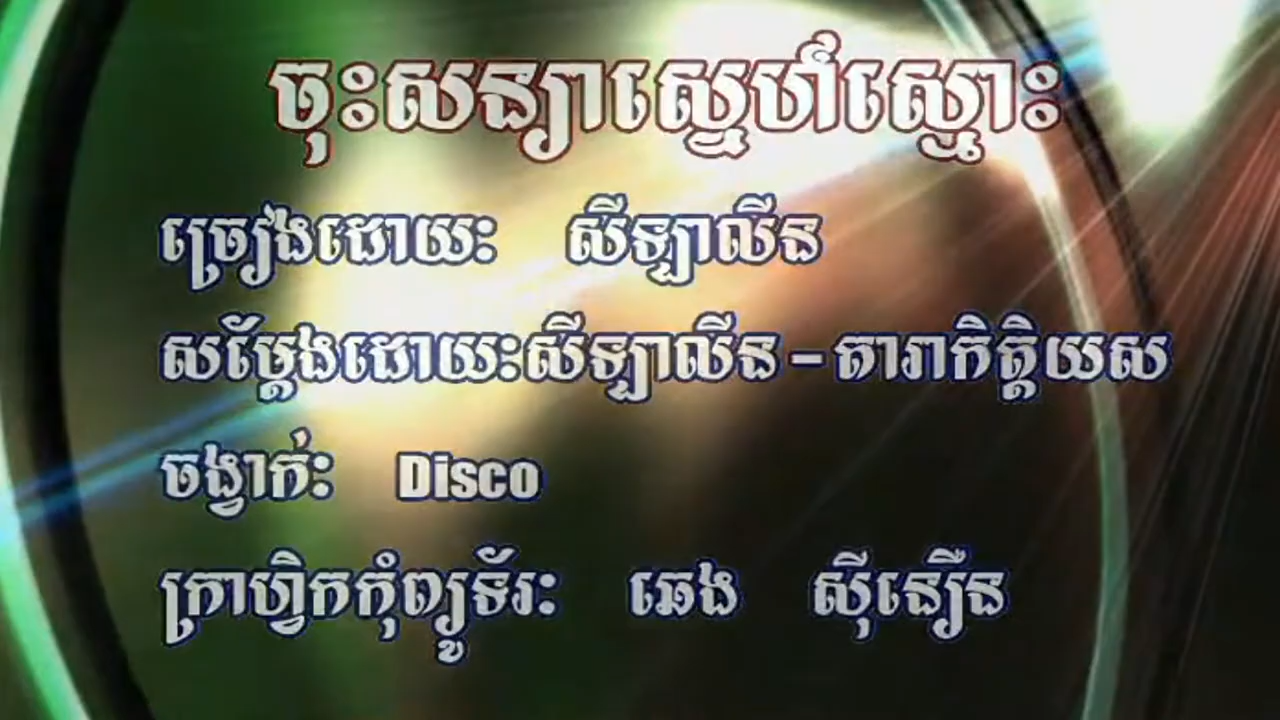 ចុះសន្យាស្នេហ៍ស្មោះ
ច្រៀងដោយៈ សីឡាលីន
សម្ដែងដោយៈសីឡាលីន - តារាកិត្តិយស
ចង្វាក់ៈ Disco
ក្រាហ្វិកកុំព្យូទ័រៈ ឆេង ស៊ីនឿន